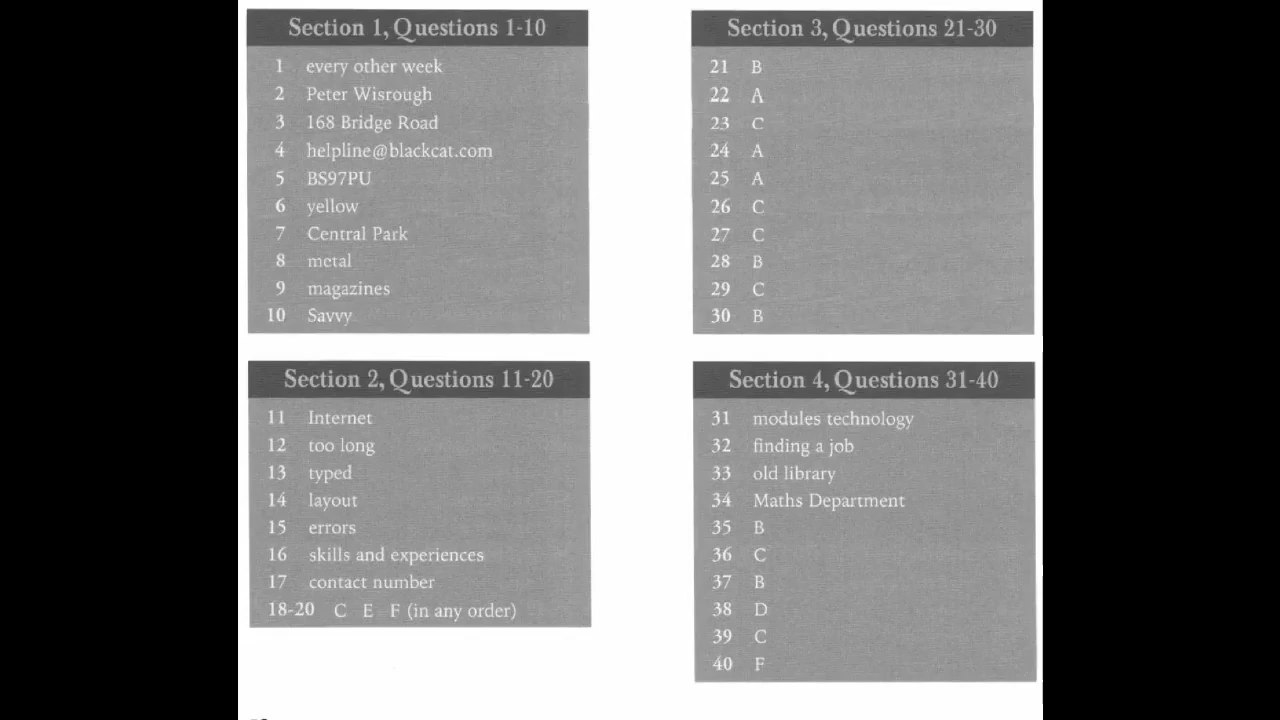 Section 1, Questions 1-10
1 every other week
2 Peter Wisrough
3 168 Bridge Road
4 helpline@blackcat.com
5 BS97PU
6 yellow
7 Central Park
8 metal
9 magazines
10 Savvy
Section 2, Questions 11-20
11 Internet
12 too long
13 typed
14 layout
15 errors
16 skills and experiences
17 contact number
18-20 C E F (in any order)
Section 3, Questions 21-30
21 B
22 A
23 C
24 A
25 A
26 C
27 C
28 B
29 C
30 B
Section 4, Questions 31-40
31 modules technology
32 finding a job
33 old library
34 Maths Department
35 B
36 C
37 B
38 D
39 C
40 F